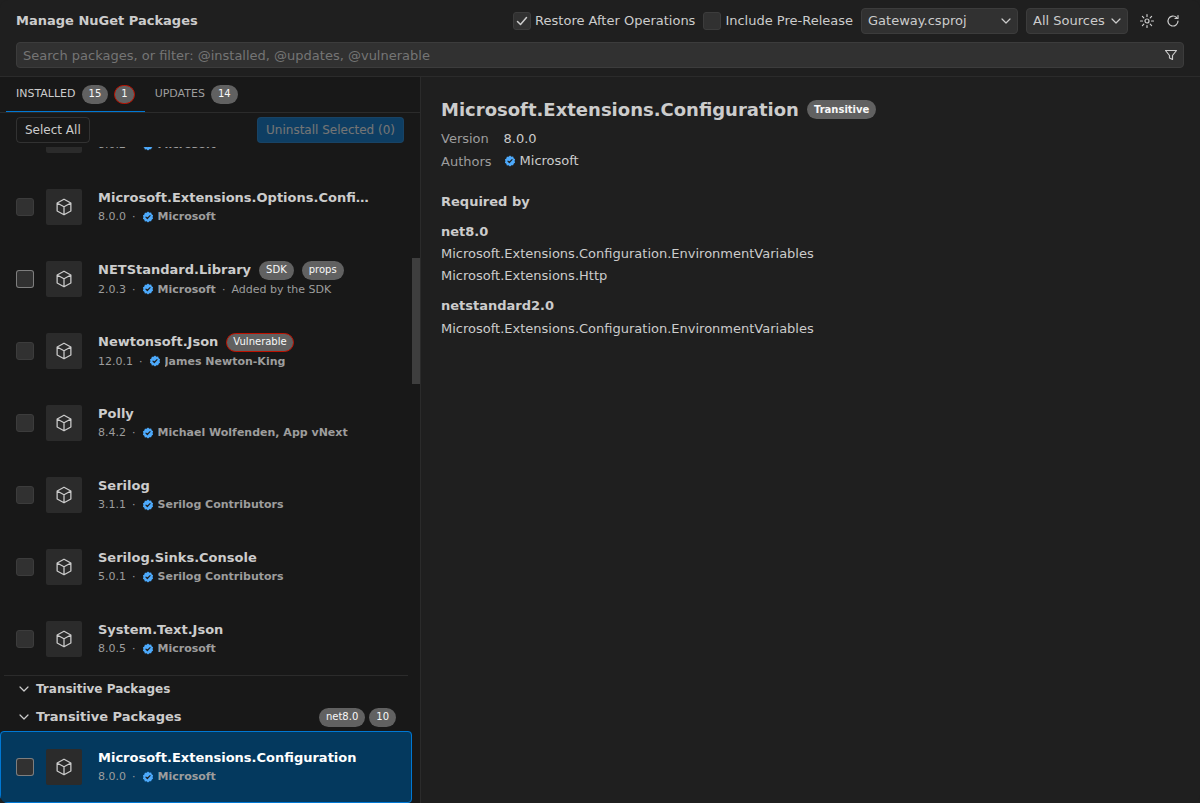 Manage NuGet Packages
Restore After Operations
Include Pre-Release
Gateway.csproj
All Sources
Search packages, or filter: @installed, @updates, @vulnerable
INSTALLED 15 1 UPDATES 14
Select All
Uninstall Selected (0)
Microsoft.Extensions.Options.Confi…
8.0.0 · Microsoft
NETStandard.Library SDK props
2.0.3 · Microsoft · Added by the SDK
Newtonsoft.Json Vulnerable
12.0.1 · James Newton-King
Polly
8.4.2 · Michael Wolfenden, App vNext
Serilog
3.1.1 · Serilog Contributors
Serilog.Sinks.Console
5.0.1 · Serilog Contributors
System.Text.Json
8.0.5 · Microsoft
Transitive Packages
Transitive Packages net8.0 10
Microsoft.Extensions.Configuration
8.0.0 · Microsoft
Microsoft.Extensions.Configuration Transitive
Version 8.0.0
Authors Microsoft
Required by
net8.0
Microsoft.Extensions.Configuration.EnvironmentVariables
Microsoft.Extensions.Http
netstandard2.0
Microsoft.Extensions.Configuration.EnvironmentVariables